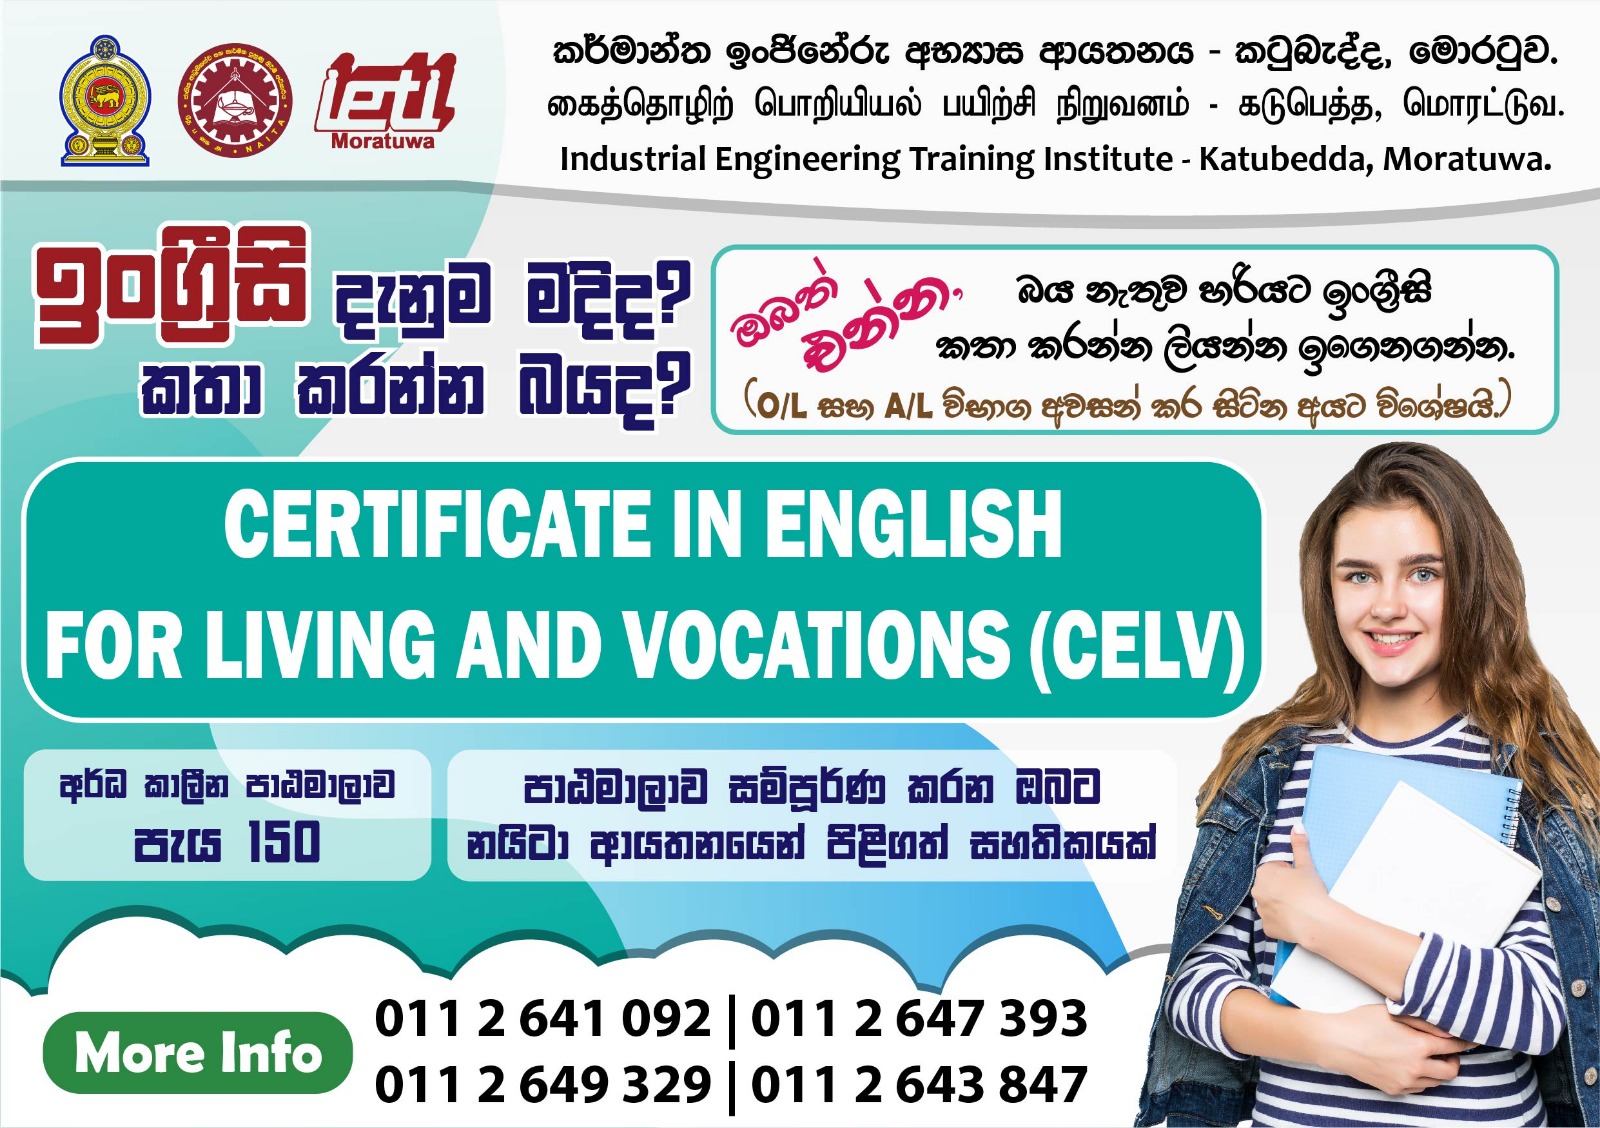 Moratuwa
කර්මාන්ත ඉංජිනේරු අභ්‍යාස ආයතනය - කටුබැද්ද, මොරටුව.
கைத்தொழிற் பொறியியல் பயிற்சி நிறுவனம் - கடுபெத்த, மொரட்டுவ.
Industrial Engineering Training Institute - Katubedda, Moratuwa.
ඉංග්‍රීසි දැනුම මදිද?
කතා කරන්න බයද?
ඔබත් එන්න,
බය නැතුව හරියට ඉංග්‍රීසි
කතා කරන්න ලියන්න ඉගෙනගන්න.
(O/L සහ A/L විභාග අවසන් කර සිටින අයට විශේෂයි.)
CERTIFICATE IN ENGLISH
FOR LIVING AND VOCATIONS (CELV)
අර්ධ කාලීන පාඨමාලාව
පැය 150
පාඨමාලාව සම්පූර්ණ කරන ඔබට
නයිටා ආයතනයෙන් පිළිගත් සහතිකයක්
More Info
011 2 641 092 | 011 2 647 393
011 2 649 329 | 011 2 643 847